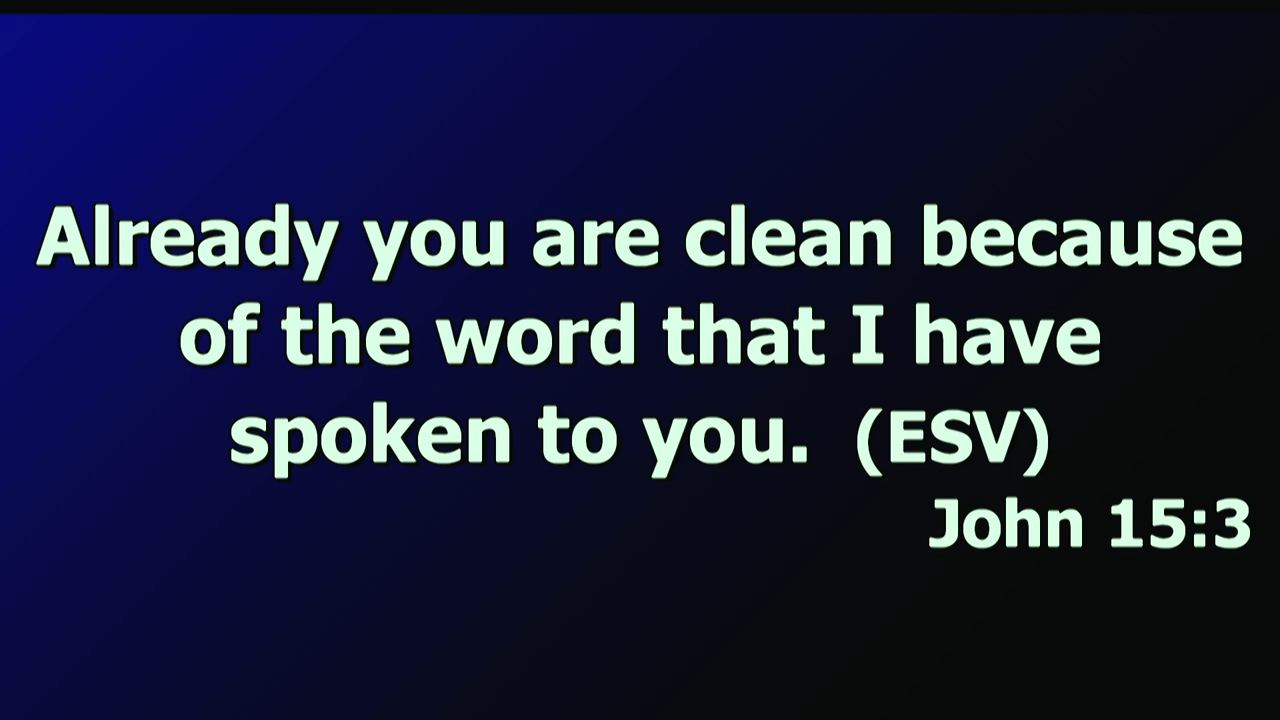 Already you are clean because
of the word that I have
spoken to you.  (ESV)
John 15:3